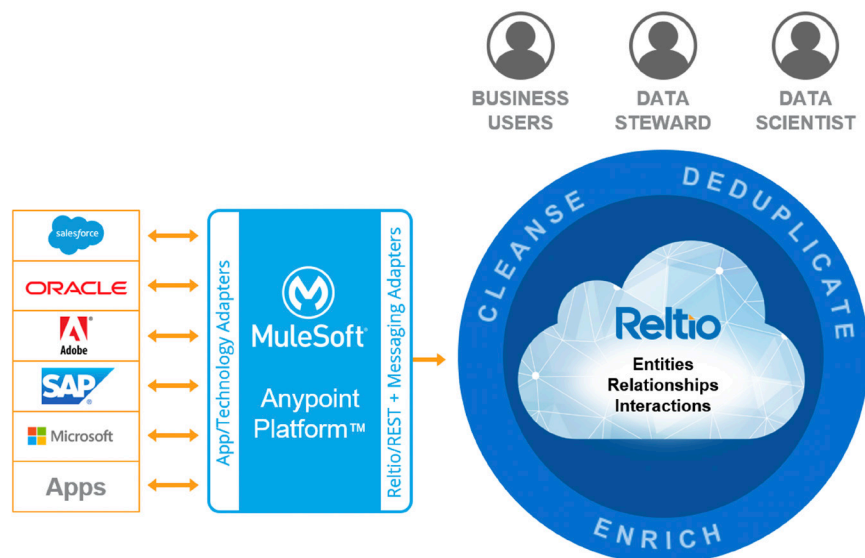 BUSINESS
USERS
DATA
STEWARD
DATA
SCIENTIST
salesforce
ORACLE®
Adobe®
SAP®
Microsoft
Apps
App/Technology Adapters
MuleSoft®
Anypoint
Platform™
Reltio/REST + Messaging Adapters
CLEANSE
DEDUPLICATE
Reltio
Entities
Relationships
Interactions
ENRICH